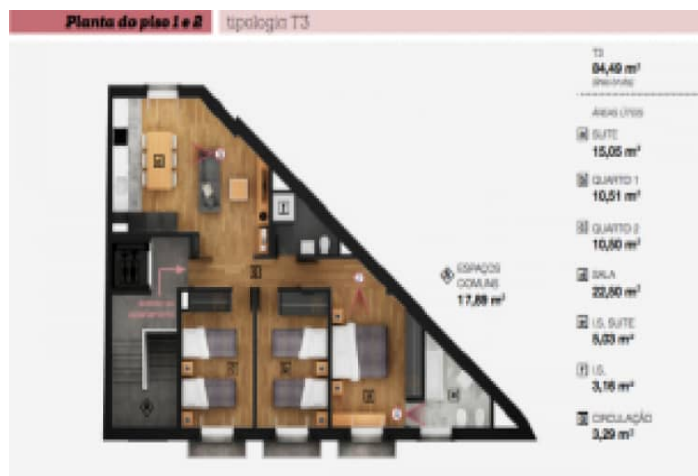 Planta do piso 1 e 2
tipologia T3
T3
84,49 m²
ÁREAS ÚTEIS
SUITE
15,05 m²
QUARTO 1
10,51 m²
QUARTO 2
10,80 m²
SALA
22,80 m²
I.S. SUITE
5,03 m²
I.S.
3,16 m²
CIRCULAÇÃO
3,29 m²
ESPAÇOS
COMUNS
17,89 m²